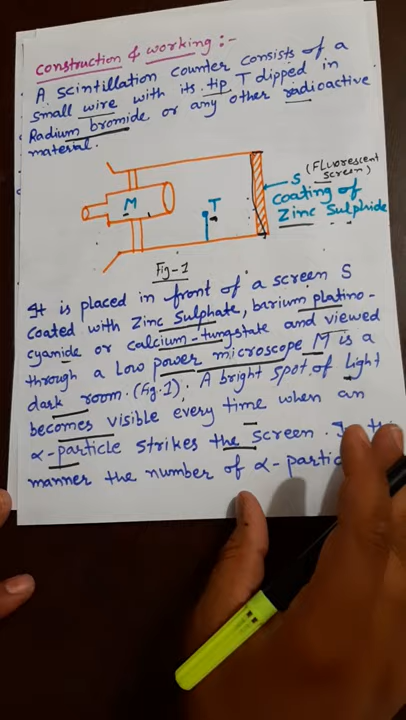 Construction & working:-
A scintillation counter consists of a
small wire with its tip T dipped in
Radium bromide or any other radioactive
material.
M
T
S (Fluorescent
screen)
coating of
Zinc Sulphide
Fig-1
It is placed in front of a screen S
coated with Zinc Sulphate, barium platino-
cyanide or calcium-tungstate and viewed
through a Low power microscope M is a
dark room. (Fig.1). A bright spot of light
becomes visible every time when an
α-particle strikes the screen.
manner the number of α-partic